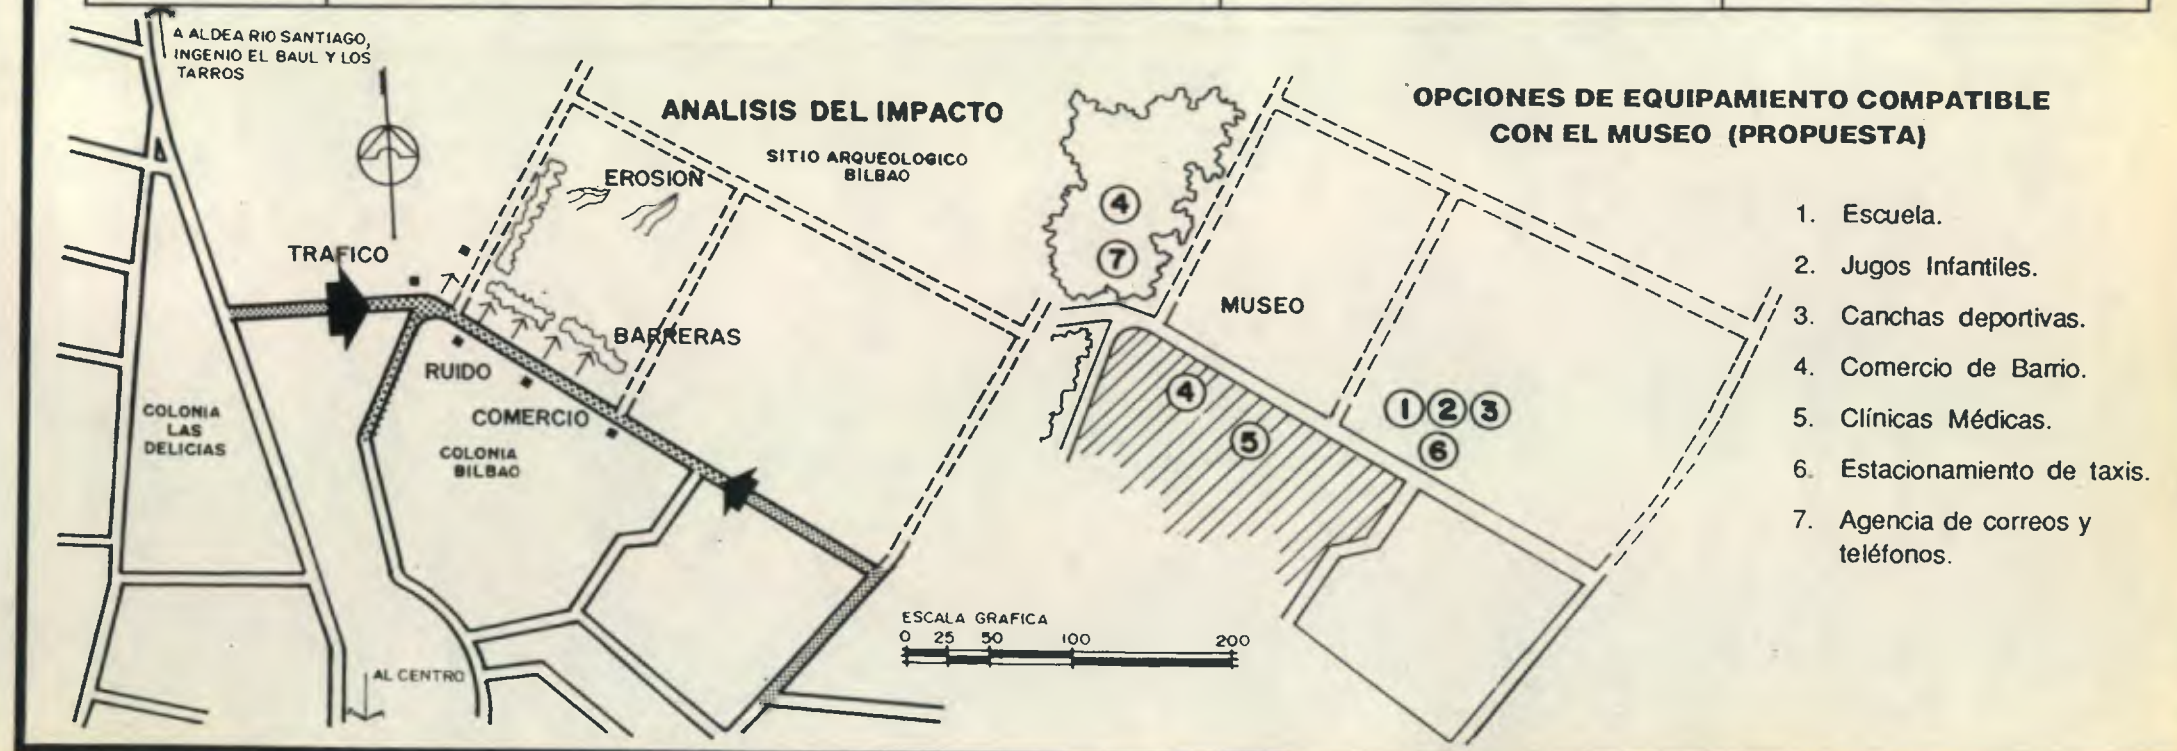 A ALDEA RIO SANTIAGO,
INGENIO EL BAUL Y LOS
TARROS
ANALISIS DEL IMPACTO
SITIO ARQUEOLOGICO
BILBAO
EROSION
TRAFICO
BARRERAS
RUIDO
COMERCIO
COLONIA
LAS
DELICIAS
COLONIA
BILBAO
AL CENTRO
ESCALA GRAFICA
0 25 50 100 200
OPCIONES DE EQUIPAMIENTO COMPATIBLE
CON EL MUSEO (PROPUESTA)
4
7
MUSEO
4
5
1 2 3
6
1. Escuela.
2. Jugos Infantiles.
3. Canchas deportivas.
4. Comercio de Barrio.
5. Clínicas Médicas.
6. Estacionamiento de taxis.
7. Agencia de correos y
teléfonos.